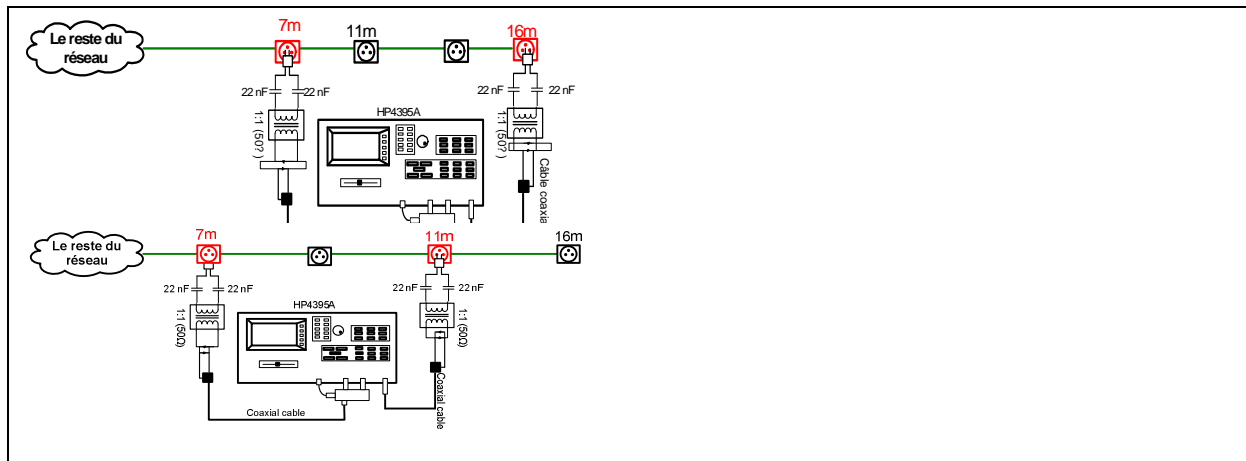 7m
11m
16m
Le reste du
réseau
22 nF
22 nF
22 nF
22 nF
HP4395A
1:1 (50?)
1:1 (50?)
Câble coaxia
7m
11m
16m
Le reste du
réseau
22 nF
22 nF
22 nF
22 nF
HP4395A
1:1 (50Ω)
1:1 (50Ω)
Coaxial cable
Coaxial cable